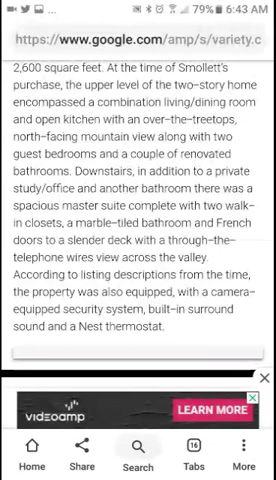 79% 6:43 AM
https://www.google.com/amp/s/variety.c
2,600 square feet. At the time of Smollett's
purchase, the upper level of the two-story home
encompassed a combination living/dining room
and open kitchen with an over-the-treetops,
north-facing mountain view along with two
guest bedrooms and a couple of renovated
bathrooms. Downstairs, in addition to a private
study/office and another bathroom there was a
spacious master suite complete with two walk-
in closets, a marble-tiled bathroom and French
doors to a slender deck with a through-the-
telephone wires view across the valley.
According to listing descriptions from the time,
the property was also equipped, with a camera-
equipped security system, built-in surround
sound and a Nest thermostat.
VIDEOAMP LEARN MORE
16
Home Share Search Tabs More